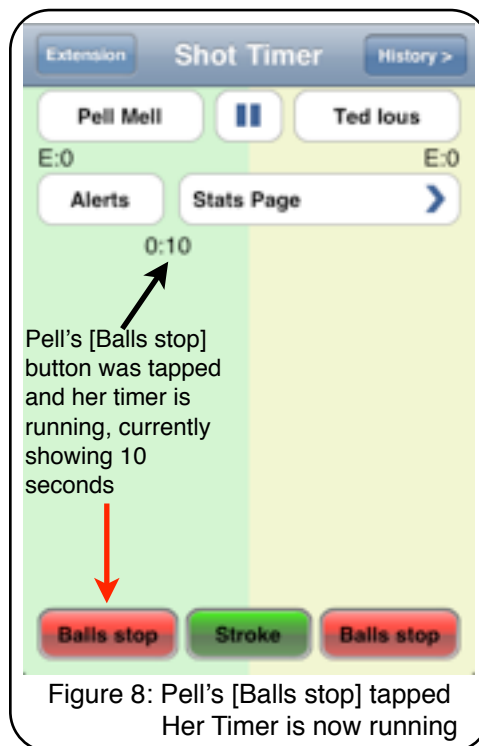 Extension Shot Timer History >
Pell Mell Ted Ious
E:0 E:0
Alerts Stats Page
0:10
Pell's [Balls stop]
button was tapped
and her timer is
running, currently
showing 10
seconds
Balls stop Stroke Balls stop
Figure 8: Pell's [Balls stop] tapped
Her Timer is now running